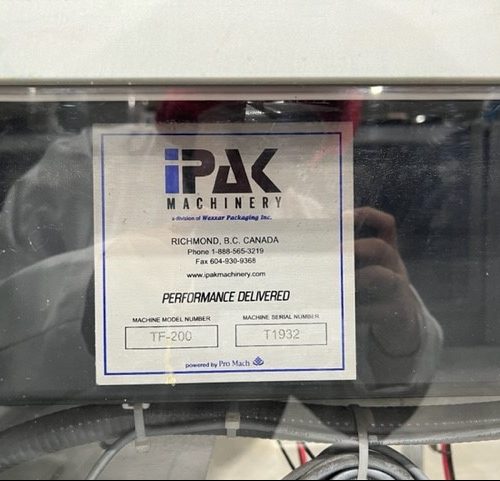 iPAK
MACHINERY
a division of Wexxar Packaging Inc.
RICHMOND, B.C. CANADA
Phone 1-888-565-3219
Fax 604-930-9368
www.ipakmachinery.com
PERFORMANCE DELIVERED
MACHINE MODEL NUMBER
TF-200
MACHINE SERIAL NUMBER
T1932
powered by Pro Mach